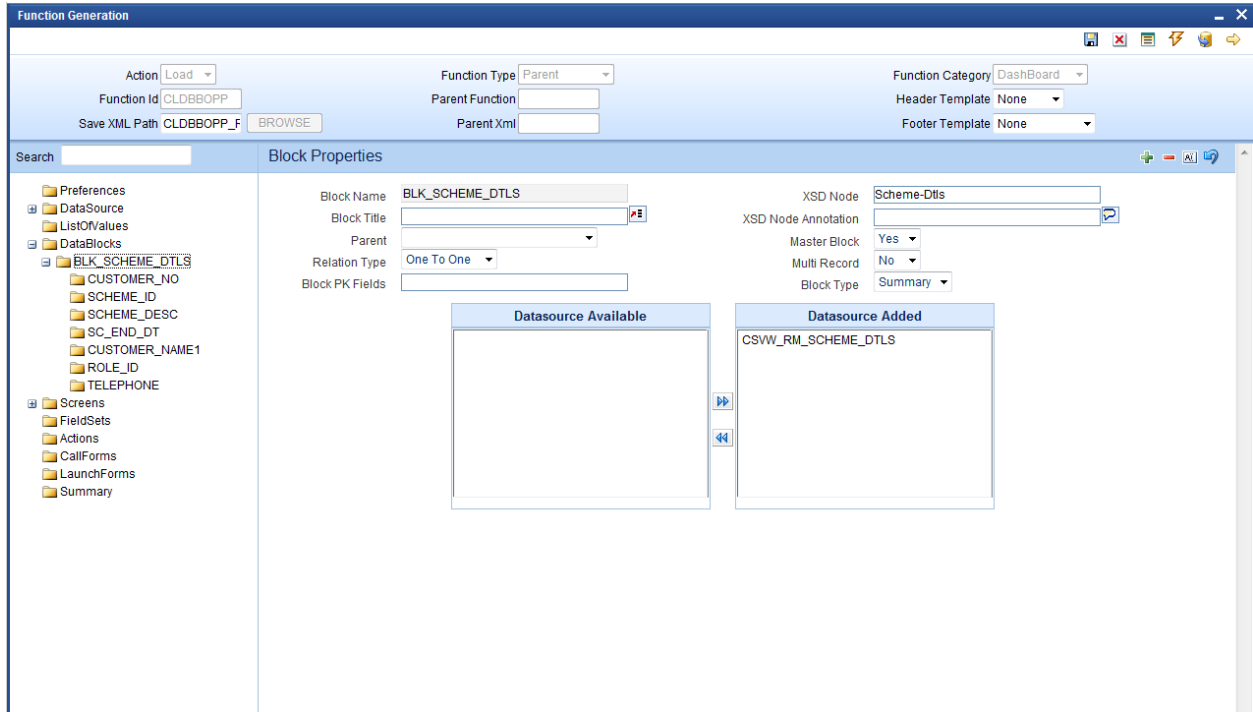 Function Generation
Action Load Function Type Parent Function Category DashBoard
Function Id CLDBBOPP Parent Function Header Template None
Save XML Path CLDBBOPP_F BROWSE Parent Xml Footer Template None
Search Block Properties
Preferences
DataSource
ListOfValues
DataBlocks
BLK_SCHEME_DTLS
CUSTOMER_NO
SCHEME_ID
SCHEME_DESC
SC_END_DT
CUSTOMER_NAME1
ROLE_ID
TELEPHONE
Screens
FieldSets
Actions
CallForms
LaunchForms
Summary
Block Name BLK_SCHEME_DTLS XSD Node Scheme-Dtls
Block Title XSD Node Annotation
Parent Master Block Yes
Relation Type One To One Multi Record No
Block PK Fields Block Type Summary
Datasource Available Datasource Added
CSVW_RM_SCHEME_DTLS